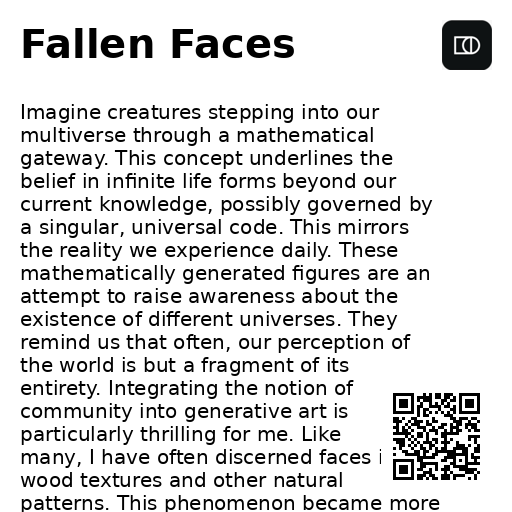 Fallen Faces
Imagine creatures stepping into our
multiverse through a mathematical
gateway. This concept underlines the
belief in infinite life forms beyond our
current knowledge, possibly governed by
a singular, universal code. This mirrors
the reality we experience daily. These
mathematically generated figures are an
attempt to raise awareness about the
existence of different universes. They
remind us that often, our perception of
the world is but a fragment of its
entirety. Integrating the notion of
community into generative art is
particularly thrilling for me. Like
many, I have often discerned faces
wood textures and other natural
patterns. This phenomenon became more